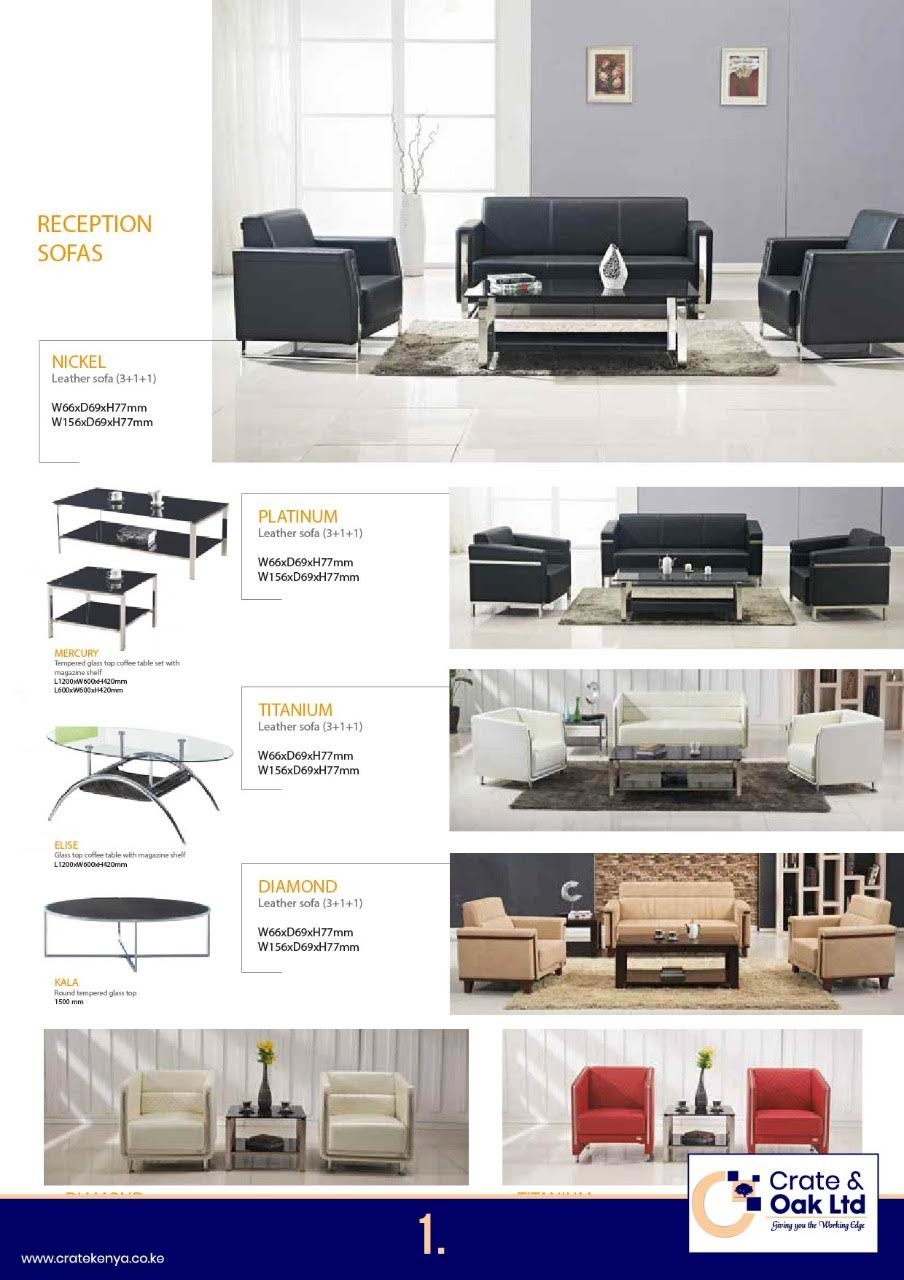 RECEPTION
SOFAS
NICKEL
Leather sofa (3+1+1)
W66xD69xH77mm
W156xD69xH77mm
PLATINUM
Leather sofa (3+1+1)
W66xD69xH77mm
W156xD69xH77mm
MERCURY
Tempered glass top coffee table set with
magazine shelf
L1200xW600xH420mm
L600xW600xH420mm
TITANIUM
Leather sofa (3+1+1)
W66xD69xH77mm
W156xD69xH77mm
ELISE
Glass top coffee table with magazine shelf
L1200xW600xH420mm
DIAMOND
Leather sofa (3+1+1)
W66xD69xH77mm
W156xD69xH77mm
KALA
Round tempered glass top
1500 mm
DIAMOND
TITANIUM
Crate &
Oak Ltd
Giving you the Working Edge
1.
www.cratekenya.co.ke